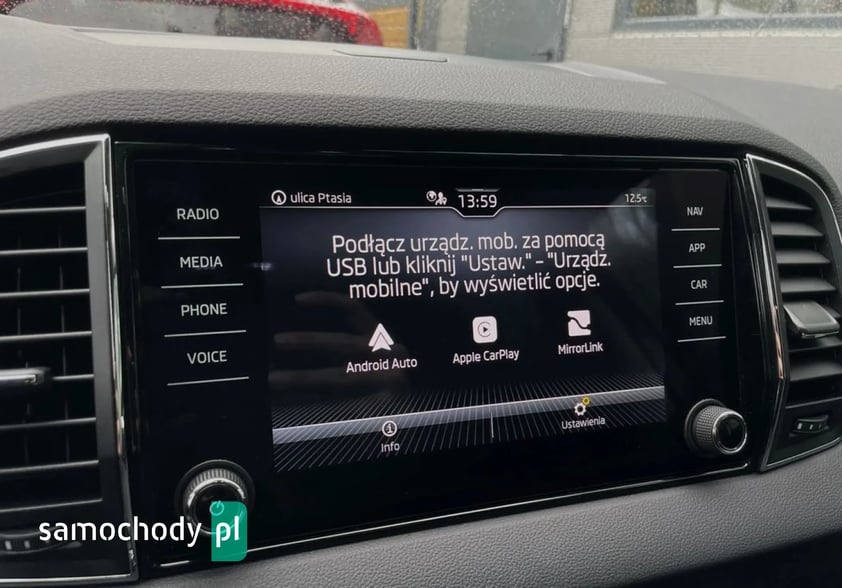 RADIO
MEDIA
PHONE
VOICE
ulica Ptasia
13:59
12.5°C
Podłącz urządz. mob. za pomocą
USB lub kliknij "Ustaw." - "Urządz.
mobilne", by wyświetlić opcje.
Android Auto
Apple CarPlay
MirrorLink
Info
Ustawienia
NAV
APP
CAR
MENU
samochody pl